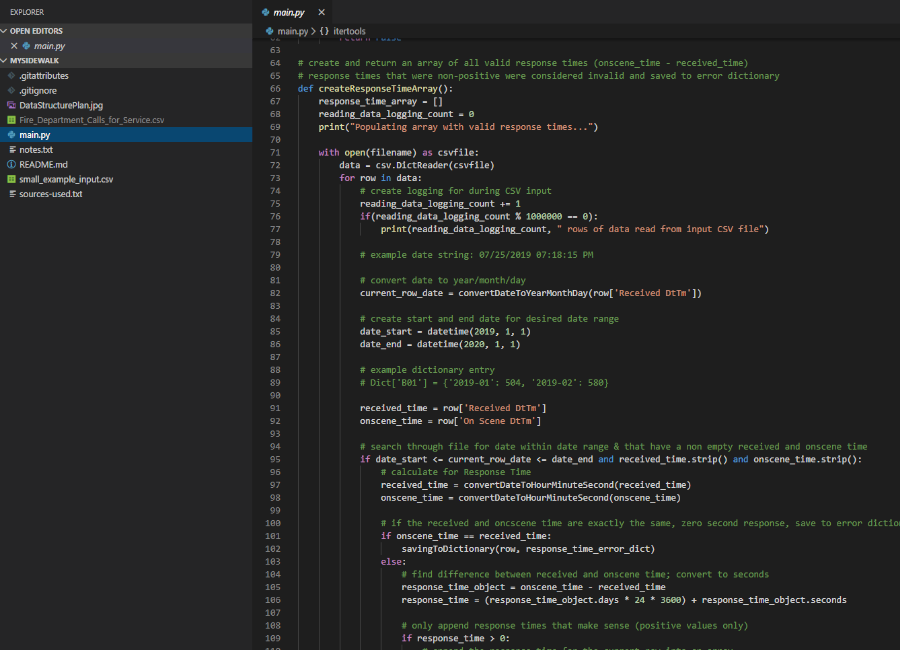 EXPLORER
OPEN EDITORS
main.py
MYSIDEWALK
.gitattributes
.gitignore
DataStructurePlan.jpg
Fire_Department_Calls_for_Service.csv
main.py
notes.txt
README.md
small_example_input.csv
sources-used.txt
main.py
main.py > {} itertools
62 return False
63
64 # create and return an array of all valid response times (onscene_time - received_time)
65 # response times that were non-positive were considered invalid and saved to error dictionary
66 def createResponseTimeArray():
67 response_time_array = []
68 reading_data_logging_count = 0
69 print("Populating array with valid response times...")
70
71 with open(filename) as csvfile:
72 data = csv.DictReader(csvfile)
73 for row in data:
74 # create logging for during CSV input
75 reading_data_logging_count += 1
76 if(reading_data_logging_count % 1000000 == 0):
77 print(reading_data_logging_count, " rows of data read from input CSV file")
78
79 # example date string: 07/25/2019 07:18:15 PM
80
81 # convert date to year/month/day
82 current_row_date = convertDateToYearMonthDay(row['Received DtTm'])
83
84 # create start and end date for desired date range
85 date_start = datetime(2019, 1, 1)
86 date_end = datetime(2020, 1, 1)
87
88 # example dictionary entry
89 # Dict['B01'] = {'2019-01': 504, '2019-02': 580}
90
91 received_time = row['Received DtTm']
92 onscene_time = row['On Scene DtTm']
93
94 # search through file for date within date range & that have a non empty received and onscene time
95 if date_start <= current_row_date <= date_end and received_time.strip() and onscene_time.strip():
96 # calculate for Response Time
97 received_time = convertDateToHourMinuteSecond(received_time)
98 onscene_time = convertDateToHourMinuteSecond(onscene_time)
99
100 # if the received and oncscene time are exactly the same, zero second response, save to error dictio
101 if onscene_time == received_time:
102 savingToDictionary(row, response_time_error_dict)
103 else:
104 # find difference between received and onscene time; convert to seconds
105 response_time_object = onscene_time - received_time
106 response_time = (response_time_object.days * 24 * 3600) + response_time_object.seconds
107
108 # only append response times that make sense (positive values only)
109 if response_time > 0: